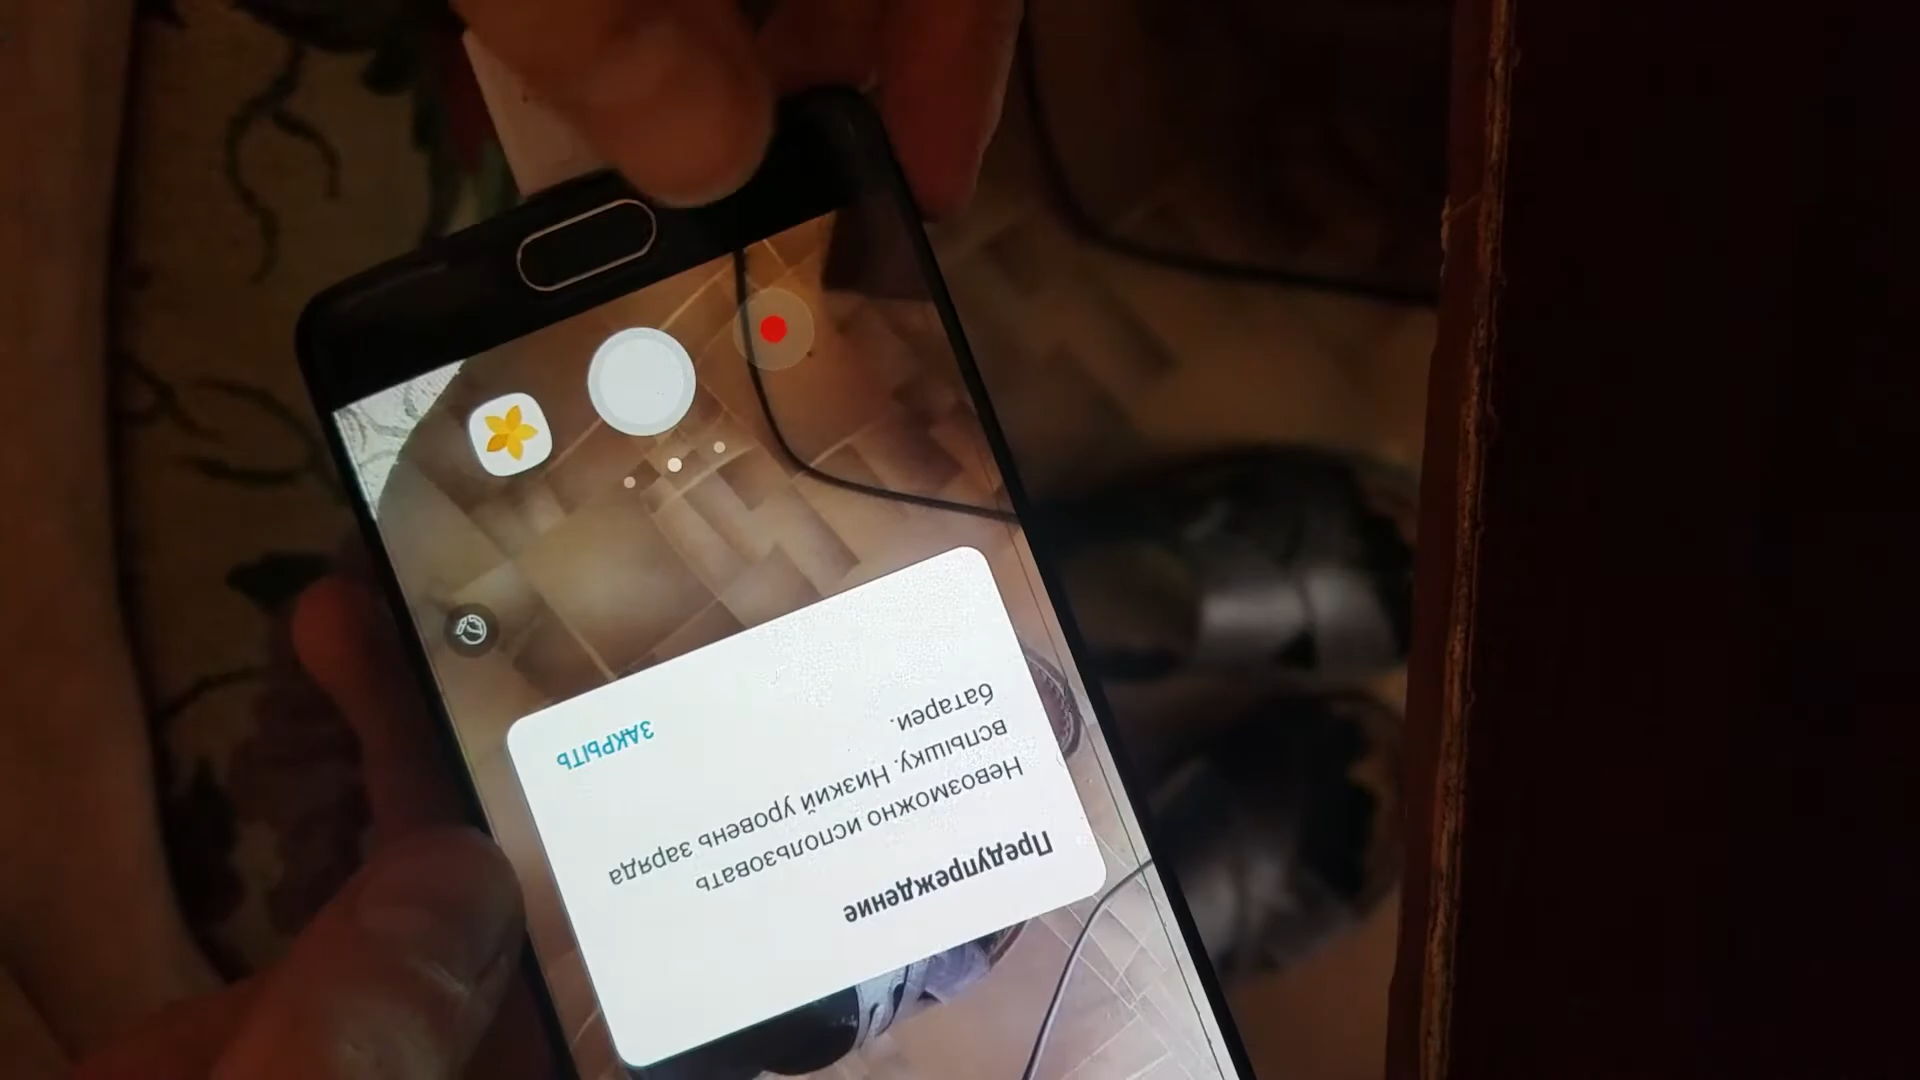 Предупреждение
Невозможно использовать
вспышку. Низкий уровень заряда
батареи.
ЗАКРЫТЬ